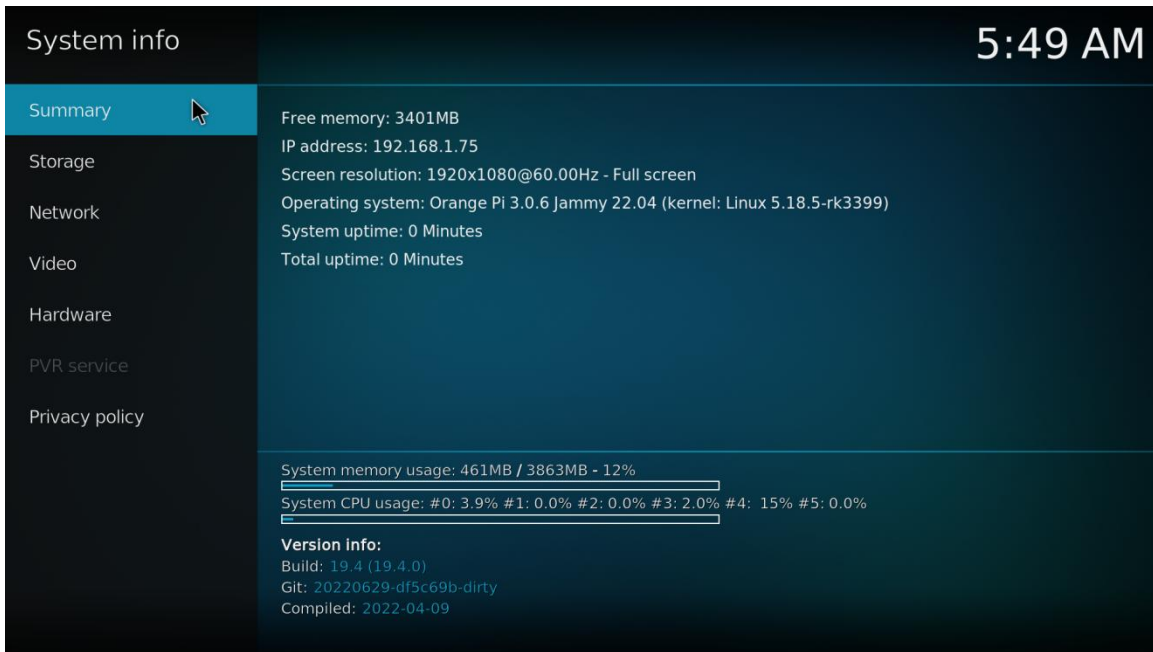 System info
5:49 AM
Summary
Storage
Network
Video
Hardware
PVR service
Privacy policy
Free memory: 3401MB
IP address: 192.168.1.75
Screen resolution: 1920x1080@60.00Hz - Full screen
Operating system: Orange Pi 3.0.6 Jammy 22.04 (kernel: Linux 5.18.5-rk3399)
System uptime: 0 Minutes
Total uptime: 0 Minutes
System memory usage: 461MB / 3863MB - 12%
System CPU usage: #0: 3.9% #1: 0.0% #2: 0.0% #3: 2.0% #4: 15% #5: 0.0%
Version info:
Build: 19.4 (19.4.0)
Git: 20220629-df5c69b-dirty
Compiled: 2022-04-09